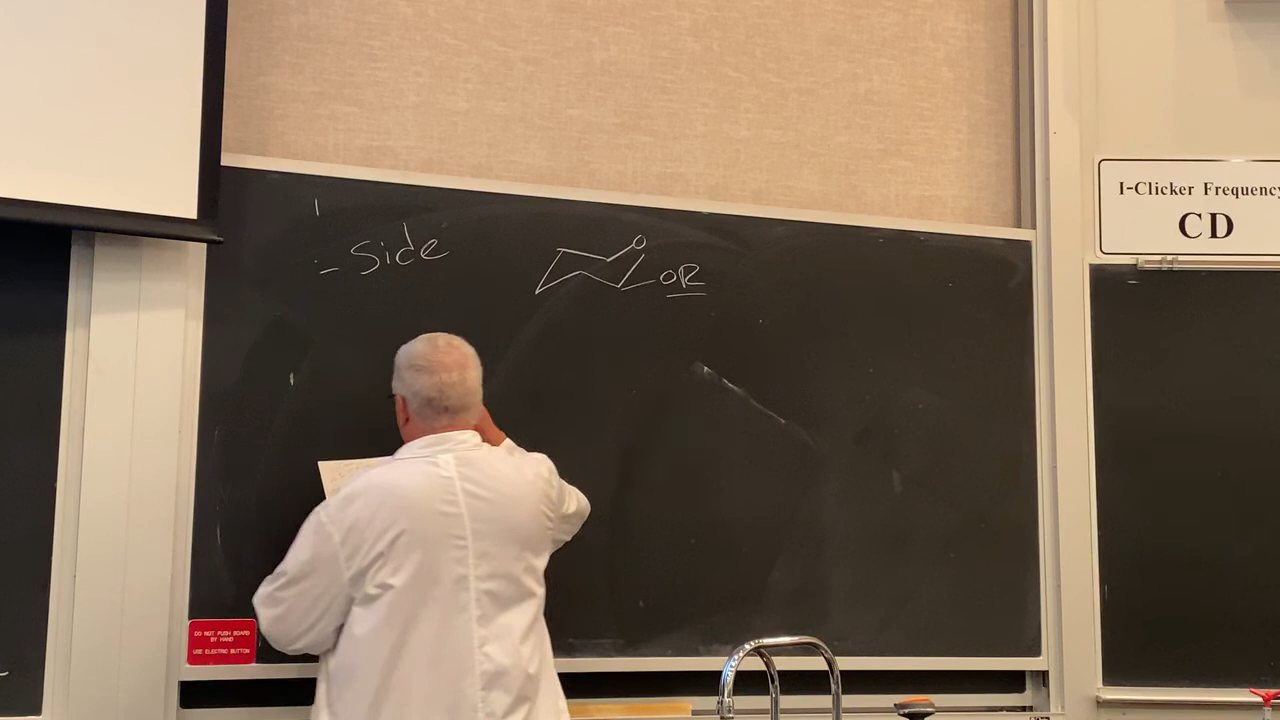 - Side
O
OR
I-Clicker Frequency
CD
DO NOT PUSH BOARD
BY HAND
USE ELECTRIC BUTTON